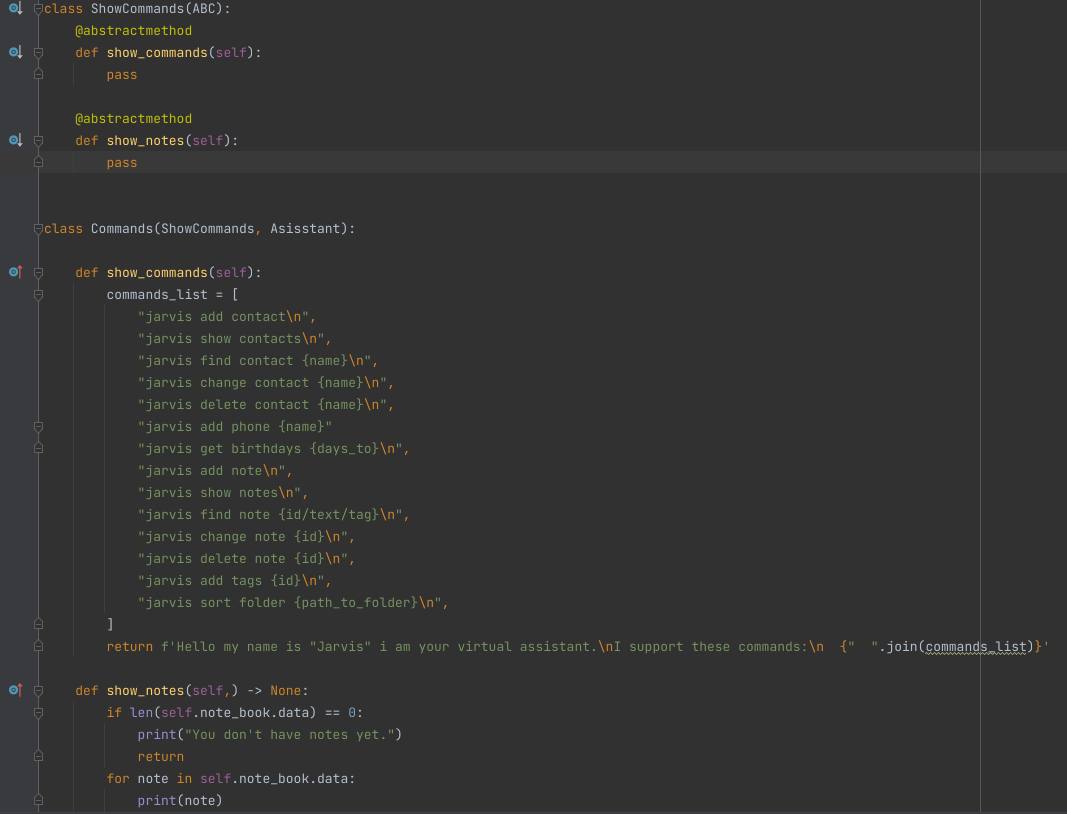 class ShowCommands(ABC):
    @abstractmethod
    def show_commands(self):
        pass

    @abstractmethod
    def show_notes(self):
        pass


class Commands(ShowCommands, Asisstant):

    def show_commands(self):
        commands_list = [
            "jarvis add contact\n",
            "jarvis show contacts\n",
            "jarvis find contact {name}\n",
            "jarvis change contact {name}\n",
            "jarvis delete contact {name}\n",
            "jarvis add phone {name}"
            "jarvis get birthdays {days_to}\n",
            "jarvis add note\n",
            "jarvis show notes\n",
            "jarvis find note {id/text/tag}\n",
            "jarvis change note {id}\n",
            "jarvis delete note {id}\n",
            "jarvis add tags {id}\n",
            "jarvis sort folder {path_to_folder}\n",
        ]
        return f'Hello my name is "Jarvis" i am your virtual assistant.\nI support these commands:\n  {"  ".join(commands_list)}'

    def show_notes(self,) -> None:
        if len(self.note_book.data) == 0:
            print("You don't have notes yet.")
            return
        for note in self.note_book.data:
            print(note)